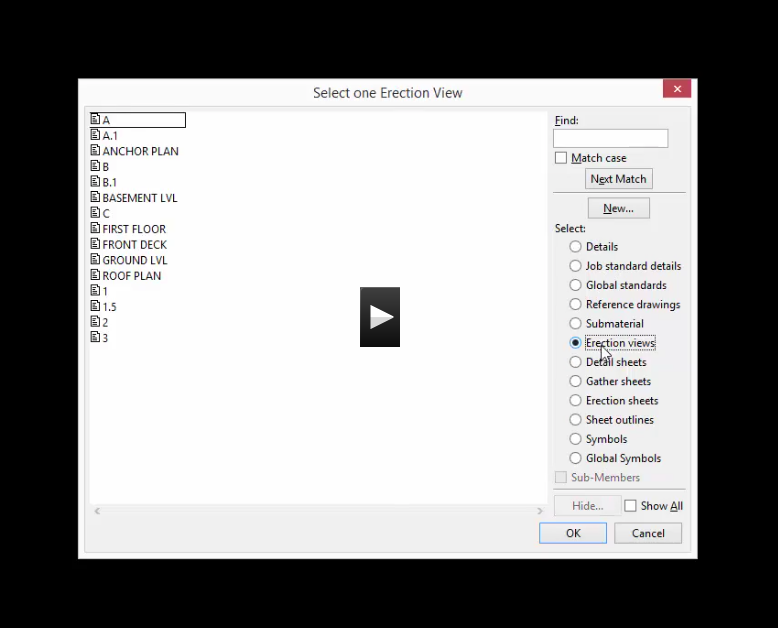 Select one Erection View
A
A.1
ANCHOR PLAN
B
B.1
BASEMENT LVL
C
FIRST FLOOR
FRONT DECK
GROUND LVL
ROOF PLAN
1
1.5
2
3
Find:
Match case
Next Match
New...
Select:
Details
Job standard details
Global standards
Reference drawings
Submaterial
Erection views
Detail sheets
Gather sheets
Erection sheets
Sheet outlines
Symbols
Global Symbols
Sub-Members
Hide... Show All
OK Cancel